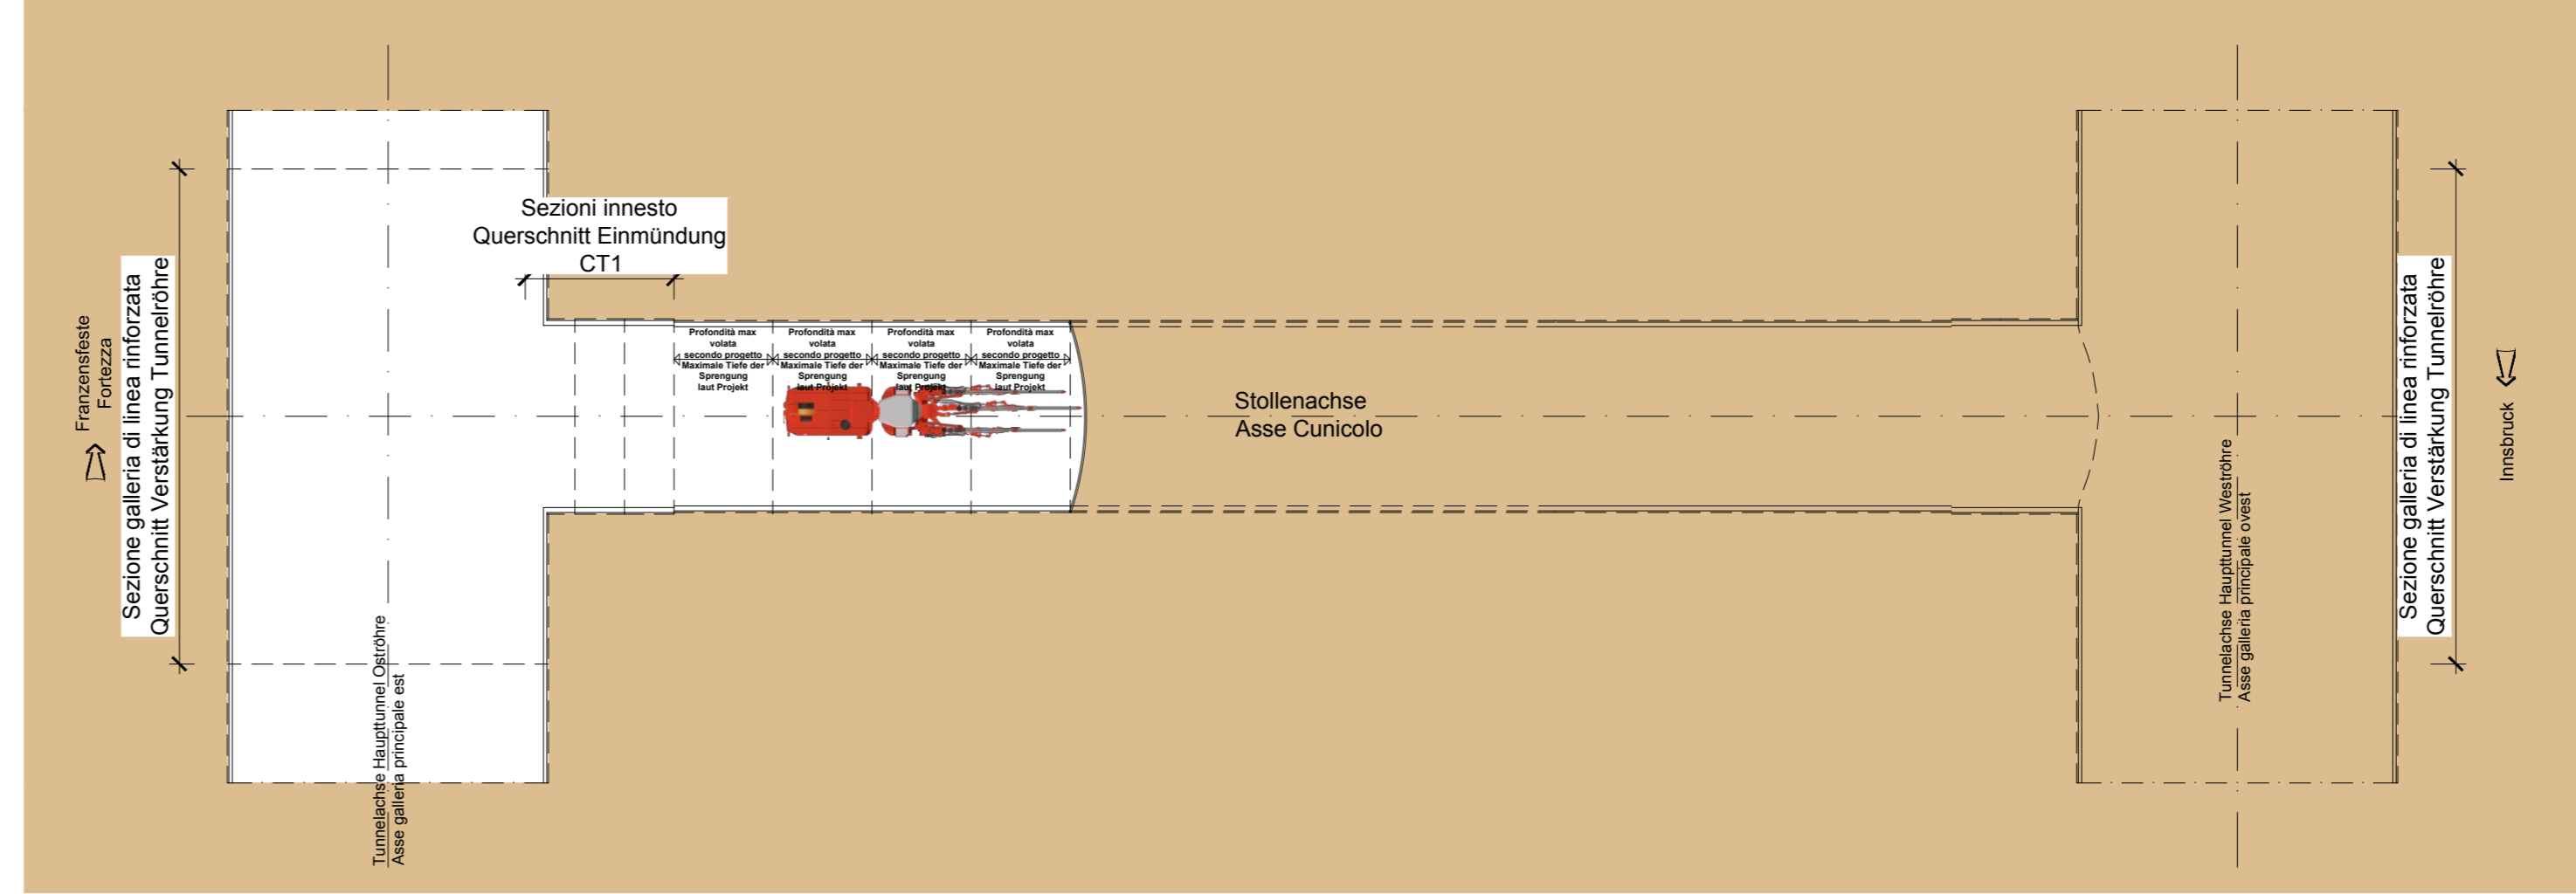 Franzensfeste
Fortezza
Sezione galleria di linea rinforzata
Querschnitt Verstärkung Tunnelröhre
Tunnelachse Haupttunnel Oströhre
Asse galleria principale est
Sezioni innesto
Querschnitt Einmündung
CT1
Profondità max
volata
secondo progetto
Maximale Tiefe der
Sprengung
laut Projekt
Profondità max
volata
secondo progetto
Maximale Tiefe der
Sprengung
laut Projekt
Profondità max
volata
secondo progetto
Maximale Tiefe der
Sprengung
laut Projekt
Profondità max
volata
secondo progetto
Maximale Tiefe der
Sprengung
laut Projekt
Stollenachse
Asse Cunicolo
Tunnelachse Haupttunnel Weströhre
Asse galleria principale ovest
Sezione galleria di linea rinforzata
Querschnitt Verstärkung Tunnelröhre
Innsbruck